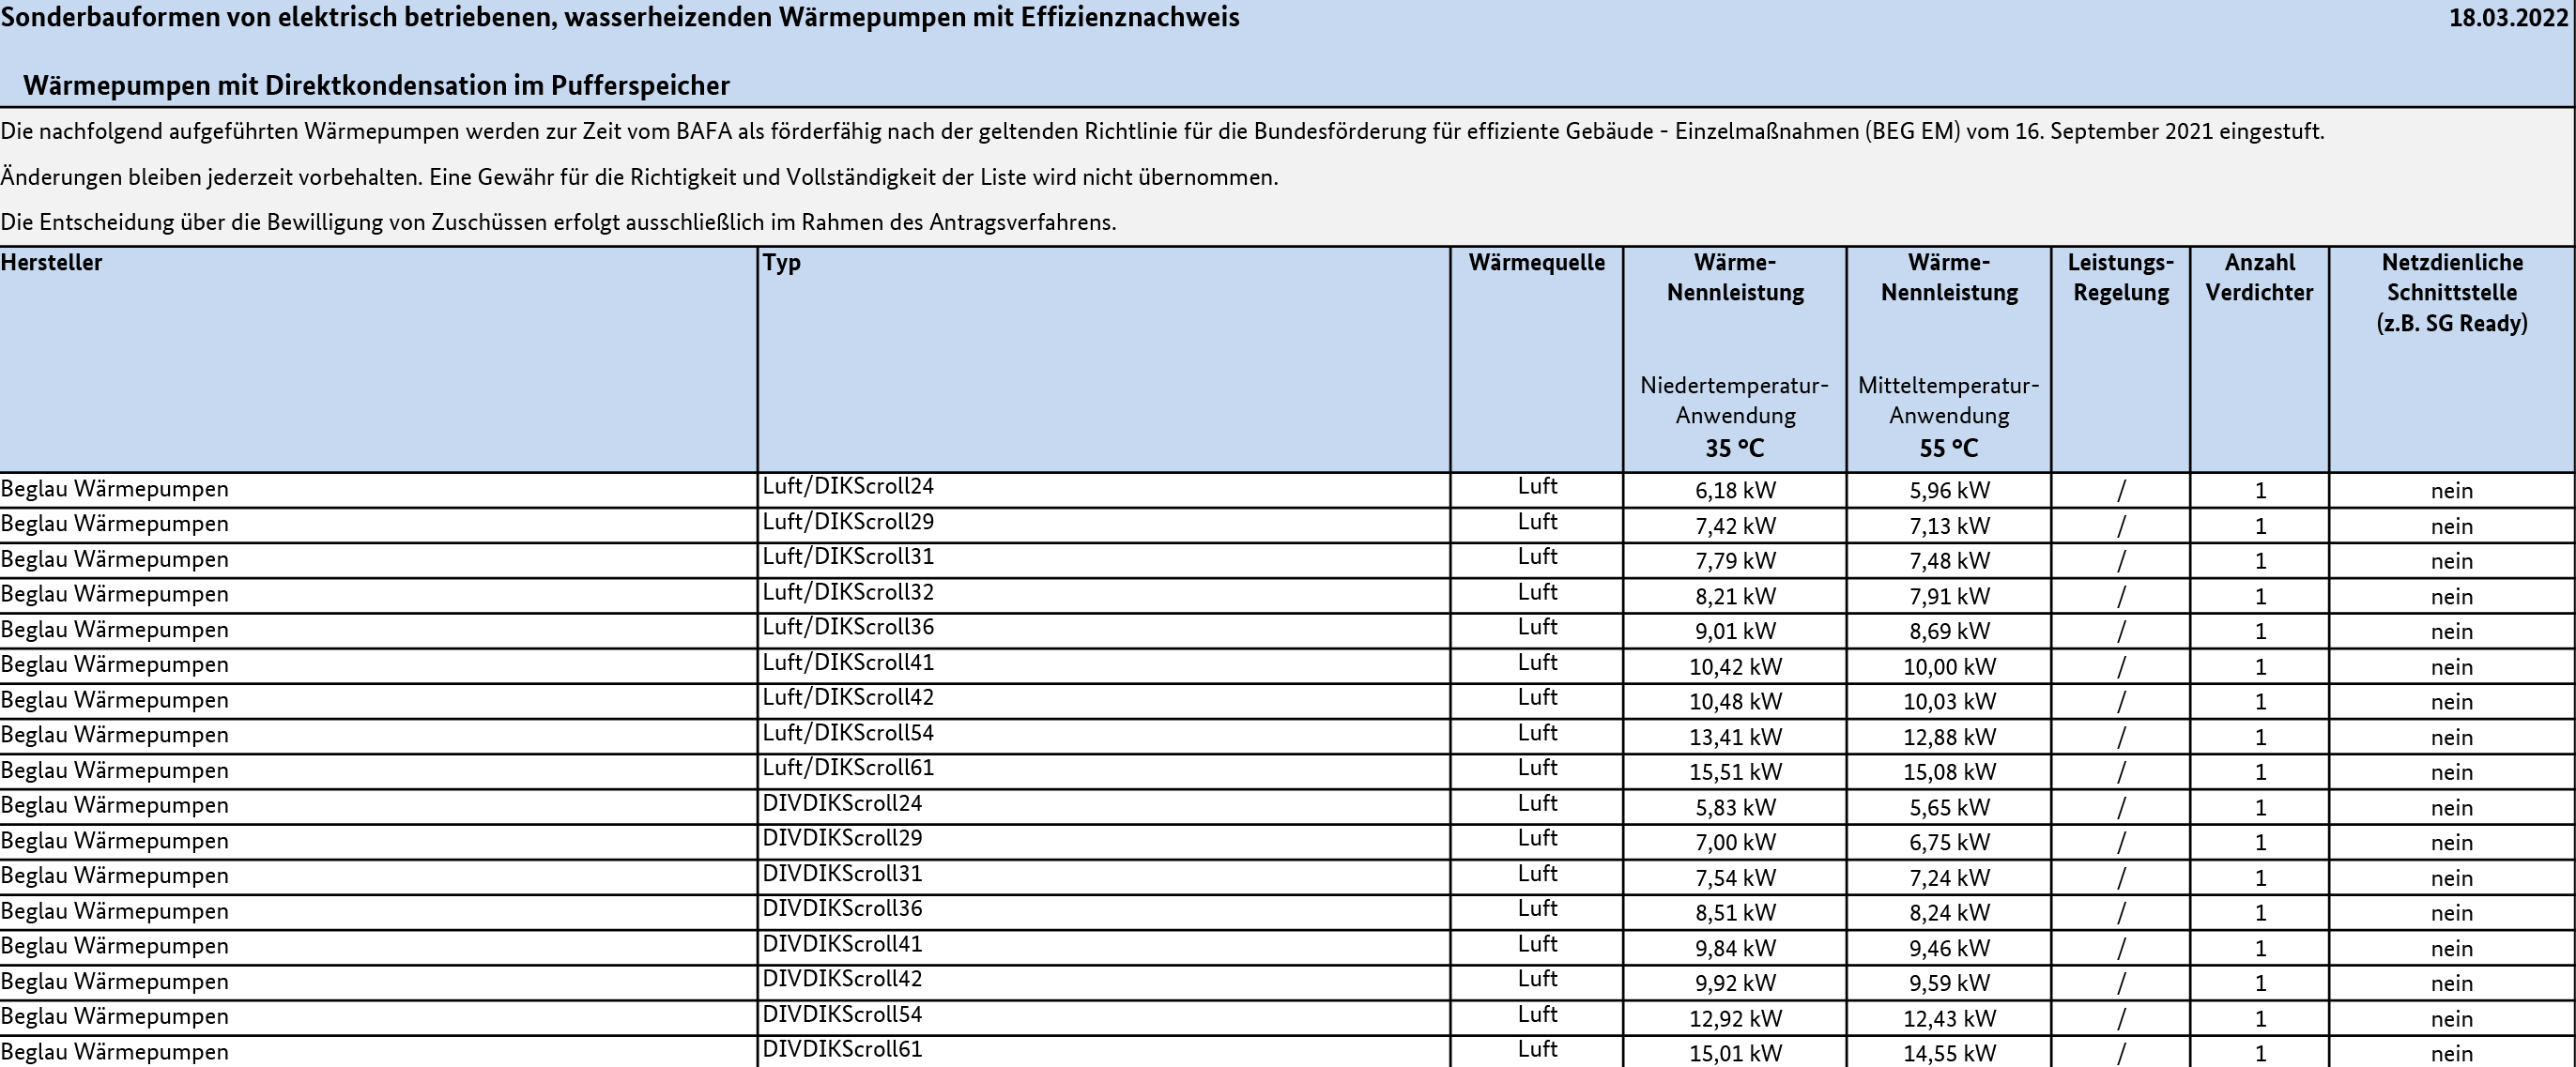 Sonderbauformen von elektrisch betriebenen, wasserheizenden Wärmepumpen mit Effizienznachweis 18.03.2022
Wärmepumpen mit Direktkondensation im Pufferspeicher
Die nachfolgend aufgeführten Wärmepumpen werden zur Zeit vom BAFA als förderfähig nach der geltenden Richtlinie für die Bundesförderung für effiziente Gebäude - Einzelmaßnahmen (BEG EM) vom 16. September 2021 eingestuft.
Änderungen bleiben jederzeit vorbehalten. Eine Gewähr für die Richtigkeit und Vollständigkeit der Liste wird nicht übernommen.
Die Entscheidung über die Bewilligung von Zuschüssen erfolgt ausschließlich im Rahmen des Antragsverfahrens.
Hersteller Typ Wärmequelle Wärme- Wärme- Leistungs- Anzahl Netzdienliche
Nennleistung Nennleistung Regelung Verdichter Schnittstelle
(z.B. SG Ready)
Niedertemperatur- Mitteltemperatur-
Anwendung Anwendung
35 °C 55 °C
Beglau Wärmepumpen Luft/DIKScroll24 Luft 6,18 kW 5,96 kW / 1 nein
Beglau Wärmepumpen Luft/DIKScroll29 Luft 7,42 kW 7,13 kW / 1 nein
Beglau Wärmepumpen Luft/DIKScroll31 Luft 7,79 kW 7,48 kW / 1 nein
Beglau Wärmepumpen Luft/DIKScroll32 Luft 8,21 kW 7,91 kW / 1 nein
Beglau Wärmepumpen Luft/DIKScroll36 Luft 9,01 kW 8,69 kW / 1 nein
Beglau Wärmepumpen Luft/DIKScroll41 Luft 10,42 kW 10,00 kW / 1 nein
Beglau Wärmepumpen Luft/DIKScroll42 Luft 10,48 kW 10,03 kW / 1 nein
Beglau Wärmepumpen Luft/DIKScroll54 Luft 13,41 kW 12,88 kW / 1 nein
Beglau Wärmepumpen Luft/DIKScroll61 Luft 15,51 kW 15,08 kW / 1 nein
Beglau Wärmepumpen DIVDIKScroll24 Luft 5,83 kW 5,65 kW / 1 nein
Beglau Wärmepumpen DIVDIKScroll29 Luft 7,00 kW 6,75 kW / 1 nein
Beglau Wärmepumpen DIVDIKScroll31 Luft 7,54 kW 7,24 kW / 1 nein
Beglau Wärmepumpen DIVDIKScroll36 Luft 8,51 kW 8,24 kW / 1 nein
Beglau Wärmepumpen DIVDIKScroll41 Luft 9,84 kW 9,46 kW / 1 nein
Beglau Wärmepumpen DIVDIKScroll42 Luft 9,92 kW 9,59 kW / 1 nein
Beglau Wärmepumpen DIVDIKScroll54 Luft 12,92 kW 12,43 kW / 1 nein
Beglau Wärmepumpen DIVDIKScroll61 Luft 15,01 kW 14,55 kW / 1 nein